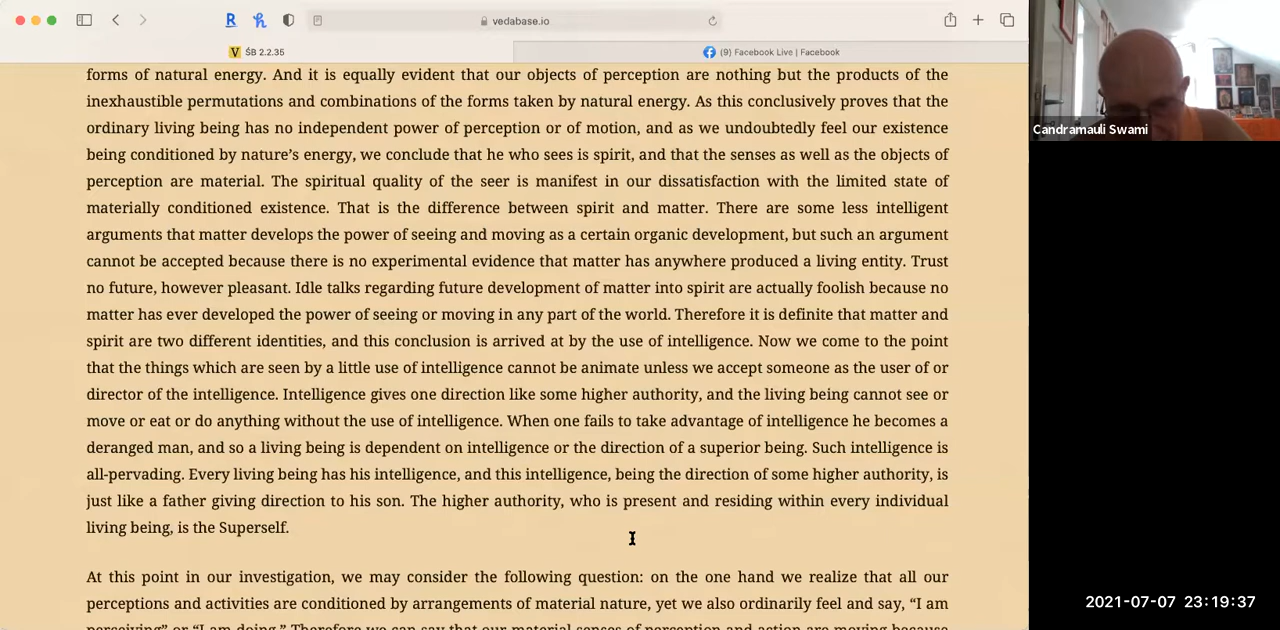 vedabase.io
ŚB 2.2.35
(9) Facebook Live | Facebook
forms of natural energy. And it is equally evident that our objects of perception are nothing but the products of the
inexhaustible permutations and combinations of the forms taken by natural energy. As this conclusively proves that the
ordinary living being has no independent power of perception or of motion, and as we undoubtedly feel our existence
being conditioned by nature’s energy, we conclude that he who sees is spirit, and that the senses as well as the objects of
perception are material. The spiritual quality of the seer is manifest in our dissatisfaction with the limited state of
materially conditioned existence. That is the difference between spirit and matter. There are some less intelligent
arguments that matter develops the power of seeing and moving as a certain organic development, but such an argument
cannot be accepted because there is no experimental evidence that matter has anywhere produced a living entity. Trust
no future, however pleasant. Idle talks regarding future development of matter into spirit are actually foolish because no
matter has ever developed the power of seeing or moving in any part of the world. Therefore it is definite that matter and
spirit are two different identities, and this conclusion is arrived at by the use of intelligence. Now we come to the point
that the things which are seen by a little use of intelligence cannot be animate unless we accept someone as the user of or
director of the intelligence. Intelligence gives one direction like some higher authority, and the living being cannot see or
move or eat or do anything without the use of intelligence. When one fails to take advantage of intelligence he becomes a
deranged man, and so a living being is dependent on intelligence or the direction of a superior being. Such intelligence is
all-pervading. Every living being has his intelligence, and this intelligence, being the direction of some higher authority, is
just like a father giving direction to his son. The higher authority, who is present and residing within every individual
living being, is the Superself.
At this point in our investigation, we may consider the following question: on the one hand we realize that all our
perceptions and activities are conditioned by arrangements of material nature, yet we also ordinarily feel and say, “I am
perceiving” or “I am doing.” Therefore we can say that our material senses of perception and action are moving because
Candramauli Swami
2021-07-07 23:19:37